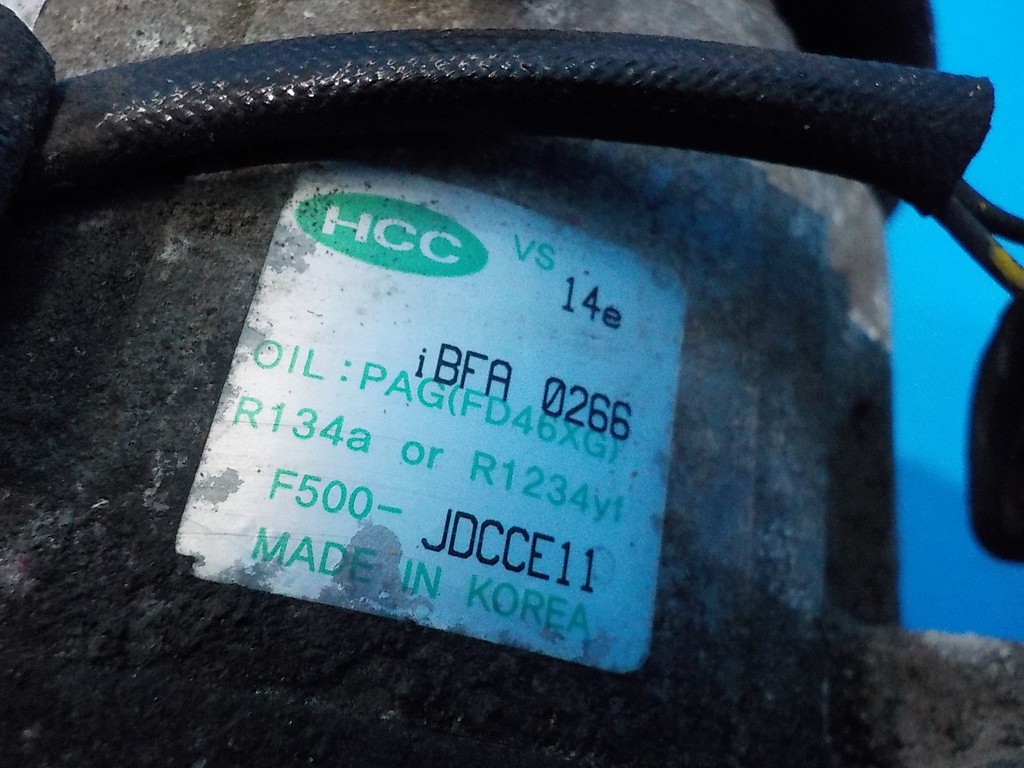 HCC VS
14e
iBFA 0266
OIL : PAG(FD46XG)
R134a or R1234yf
F500- JDCCE11
MADE IN KOREA